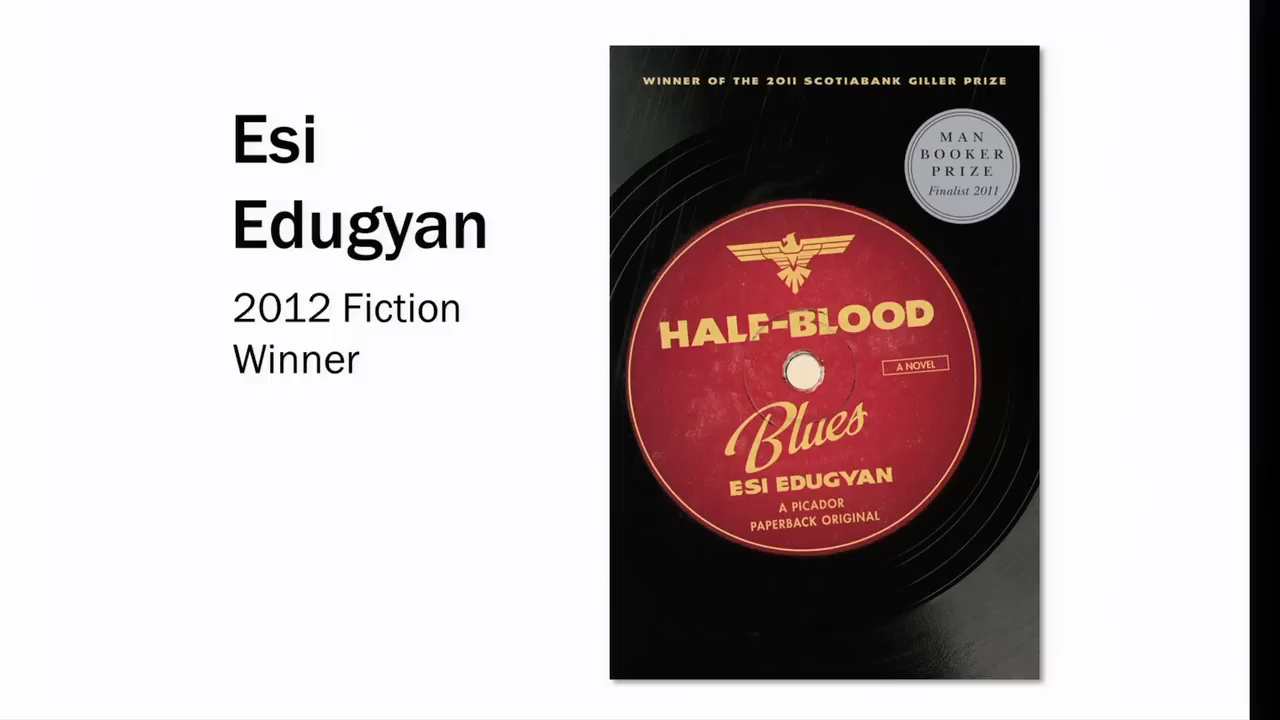 Esi
Edugyan
2012 Fiction
Winner
WINNER OF THE 2011 SCOTIABANK GILLER PRIZE
MAN
BOOKER
PRIZE
Finalist 2011
HALF-BLOOD
A NOVEL
Blues
ESI EDUGYAN
A PICADOR
PAPERBACK ORIGINAL